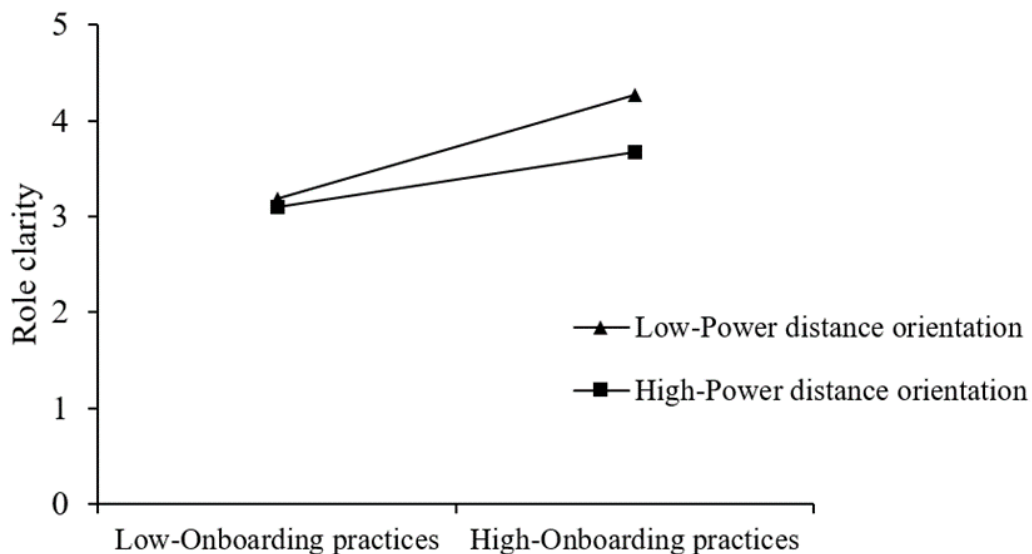 5
4
3
2
1
0
Role clarity
Low-Power distance orientation
High-Power distance orientation
Low-Onboarding practices
High-Onboarding practices